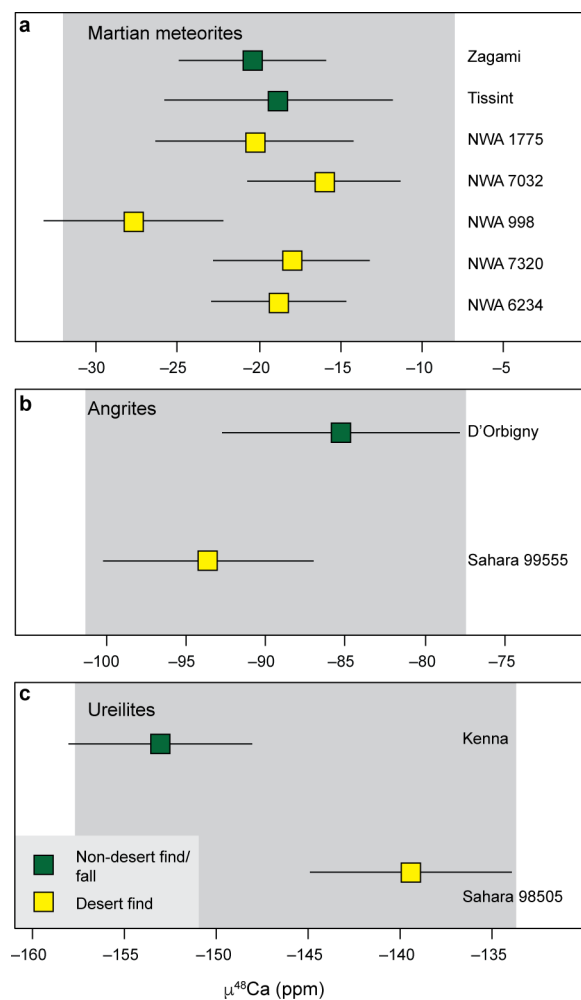 a
Martian meteorites
Zagami
Tissint
NWA 1775
NWA 7032
NWA 998
NWA 7320
NWA 6234
–30 –25 –20 –15 –10 –5
b
Angrites
D’Orbigny
Sahara 99555
–100 –95 –90 –85 –80 –75
c
Ureilites
Kenna
Non-desert find/
fall
Desert find
Sahara 98505
–160 –155 –150 –145 –140 –135
μ⁴⁸Ca (ppm)